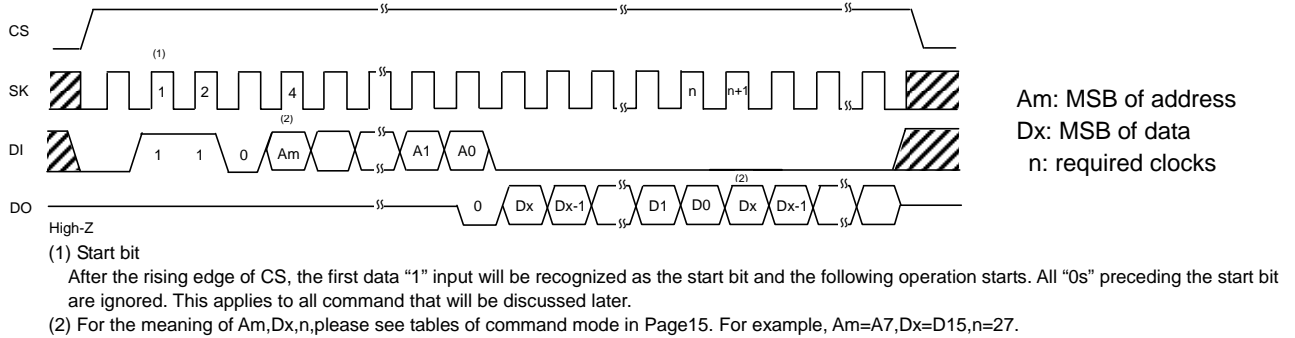 CS
(1)
SK
1 2 4 n n+1
Am: MSB of address
Dx: MSB of data
n: required clocks
(2)
DI
1 1 0 Am A1 A0
(2)
DO
0 Dx Dx-1 D1 D0 Dx Dx-1
High-Z
(1) Start bit
After the rising edge of CS, the first data “1” input will be recognized as the start bit and the following operation starts. All “0s” preceding the start bit
are ignored. This applies to all command that will be discussed later.
(2) For the meaning of Am,Dx,n,please see tables of command mode in Page15. For example, Am=A7,Dx=D15,n=27.